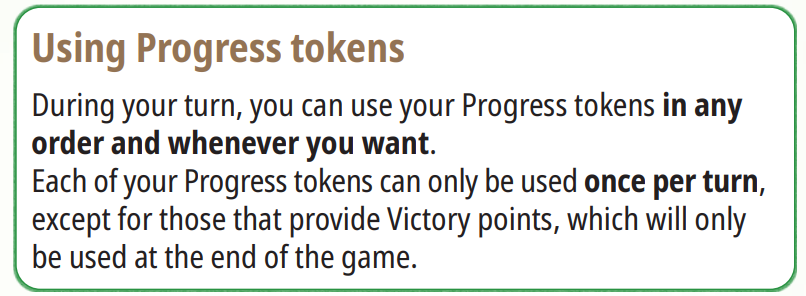 Using Progress tokens
During your turn, you can use your Progress tokens in any
order and whenever you want.
Each of your Progress tokens can only be used once per turn,
except for those that provide Victory points, which will only
be used at the end of the game.